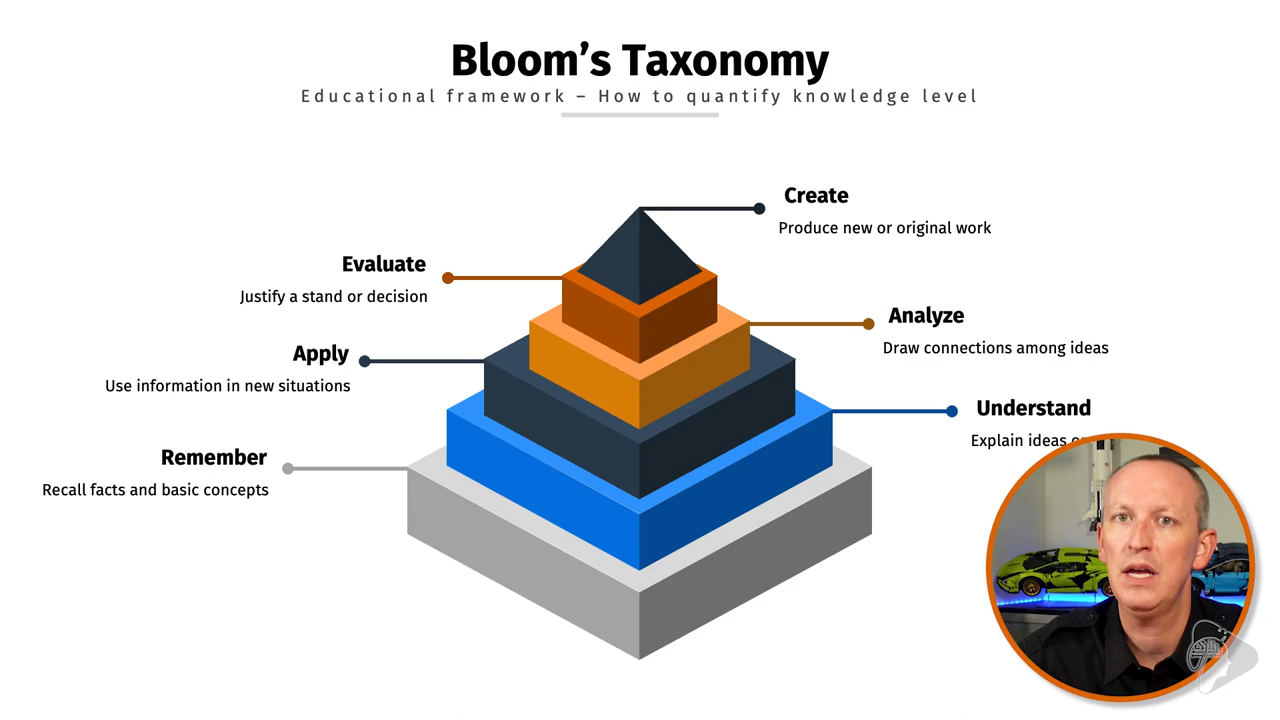 Bloom’s Taxonomy
Educational framework – How to quantify knowledge level
Create
Produce new or original work
Evaluate
Justify a stand or decision
Analyze
Draw connections among ideas
Apply
Use information in new situations
Understand
Explain ideas
Remember
Recall facts and basic concepts